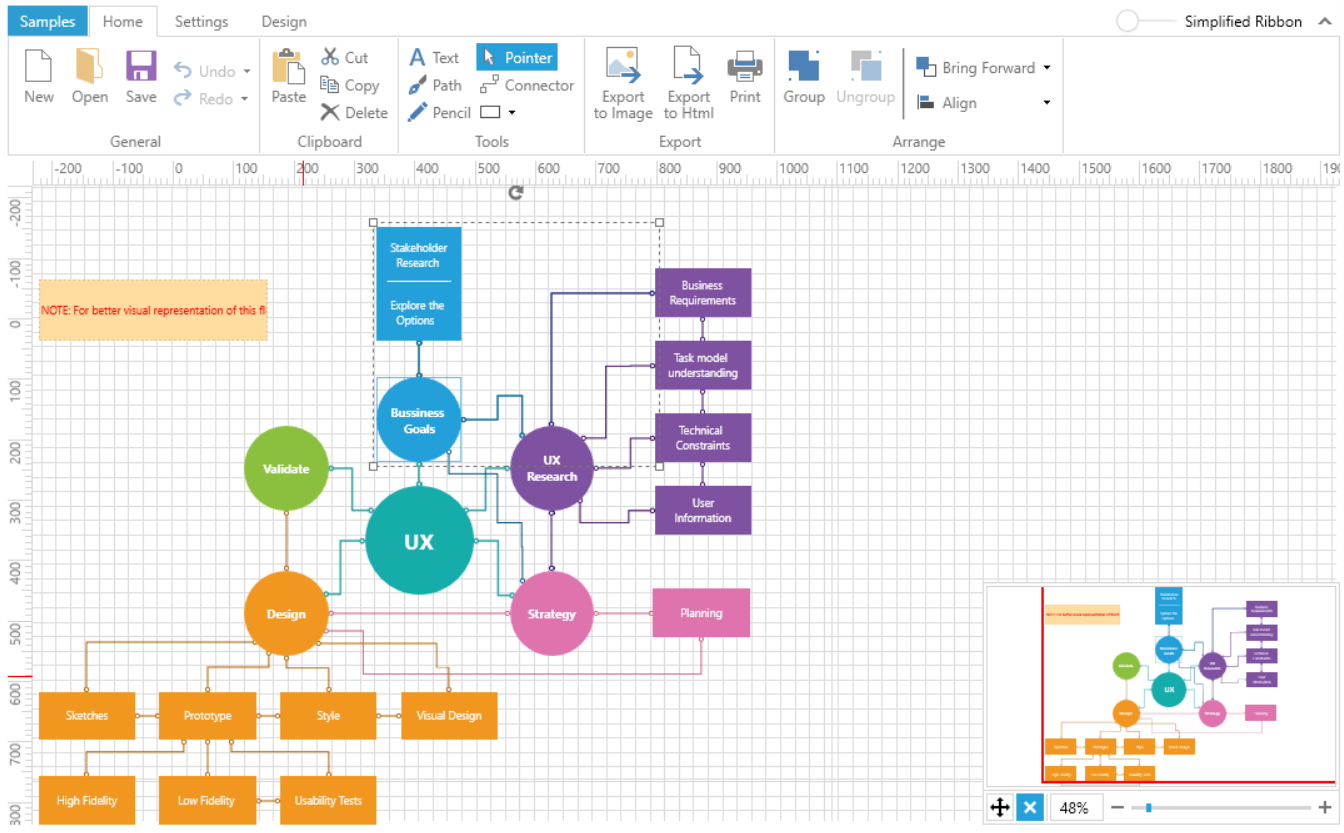 Samples Home Settings Design Simplified Ribbon
New Open Save Undo Redo
Paste Cut Copy Delete
A Text Pointer
Path Connector
Pencil
Export to Image
Export to Html
Print
Group Ungroup
Bring Forward
Align
General Clipboard Tools Export Arrange
-200 -100 0 100 200 300 400 500 600 700 800 900 1000 1100 1200 1300 1400 1500 1600 1700 1800 190
-200
-100
0
100
200
300
400
500
600
700
800
Stakeholder
Research
Explore the
Options
NOTE: For better visual representation of this fl
Business
Requirements
Task model
understanding
Bussiness
Goals
Technical
Constraints
Validate
UX
Research
User
Information
UX
Design
Strategy
Planning
Sketches
Prototype
Style
Visual Design
High Fidelity
Low Fidelity
Usability Tests
UX
48%